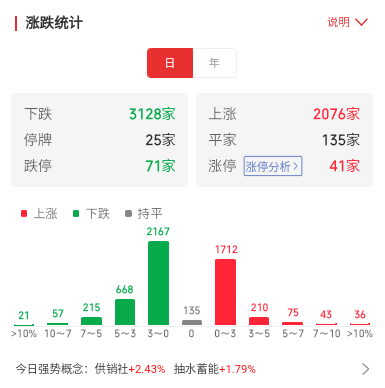 涨跌统计 说明
日 年
下跌 3128家 上涨 2076家
停牌 25家 平家 135家
跌停 71家 涨停 涨停分析 41家
上涨 下跌 持平
21 57 215 668 2167 135 1712 210 75 43 36
>10% 10～7 7～5 5～3 3～0 0 0～3 3～5 5～7 7～10 >10%
今日强势概念：供销社+2.43% 抽水蓄能+1.79%